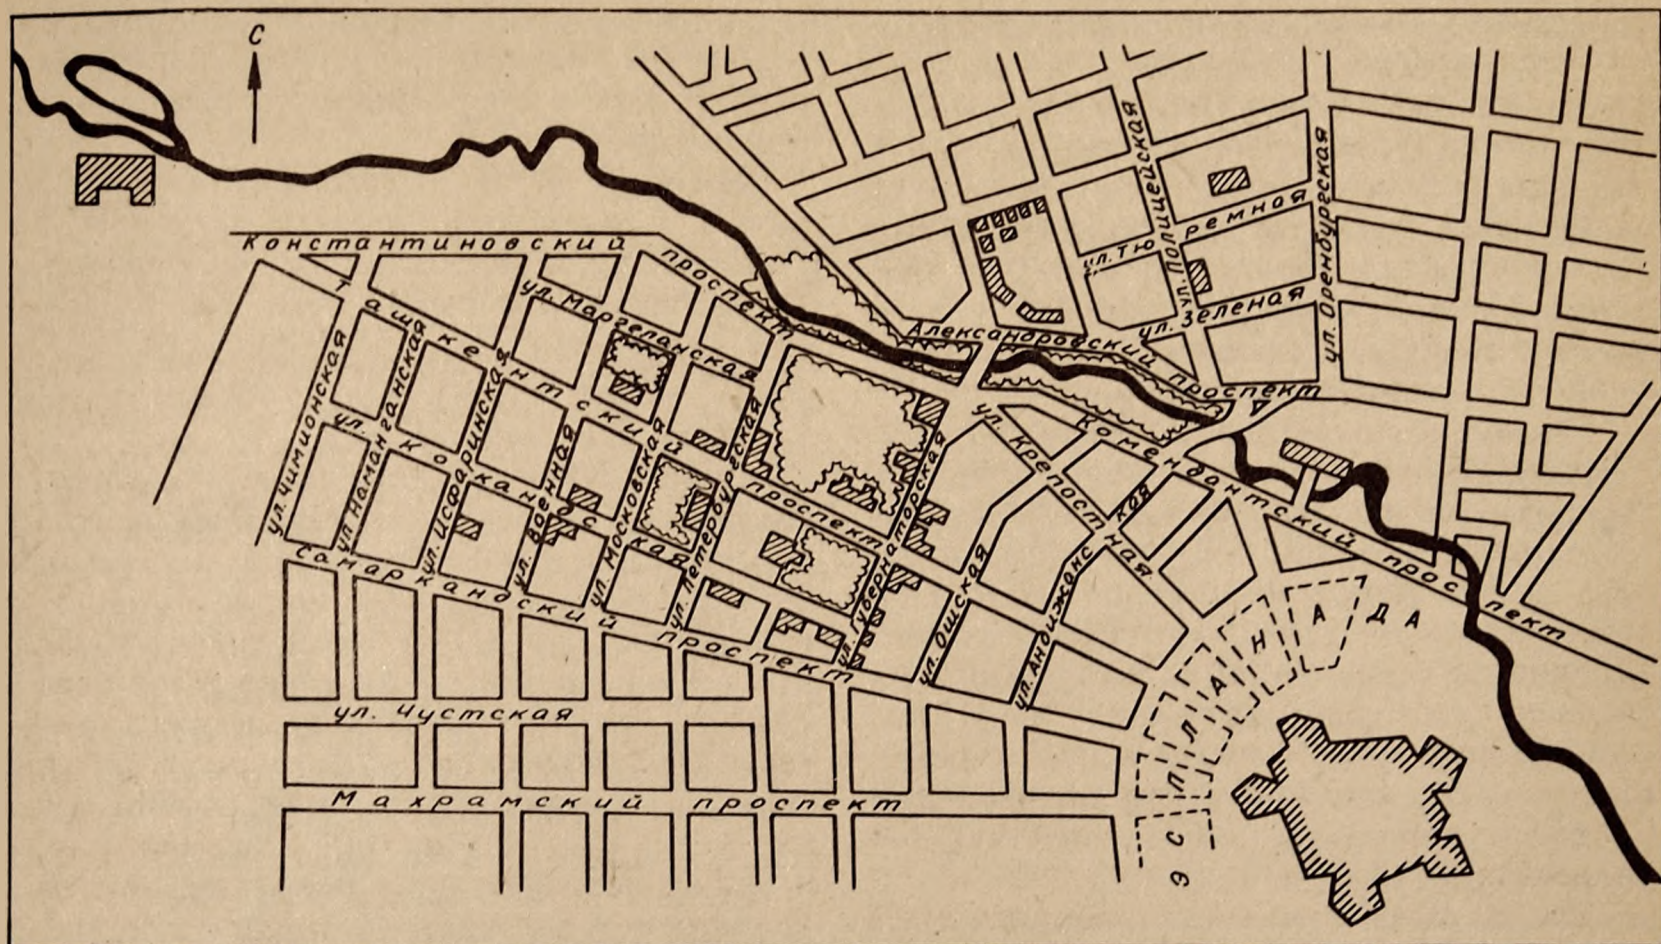 С
Константиновский проспект
Ташкентский проспект
ул. Маргеланская
ул. Кокандская
Самаркандский проспект
ул. Чустская
Махрамский проспект
ул. Чимионская
ул. Наманганская
ул. Исфаринская
ул. Военная
ул. Московская
ул. Петербургская
ул. Губернаторская
ул. Ошская
ул. Андижанская
ул. Крепостная
Комендантский проспект
Александровский проспект
ул. Полицейская
ул. Тюремная
ул. Зеленая
ул. Оренбургская
ЭСПЛАНАДА